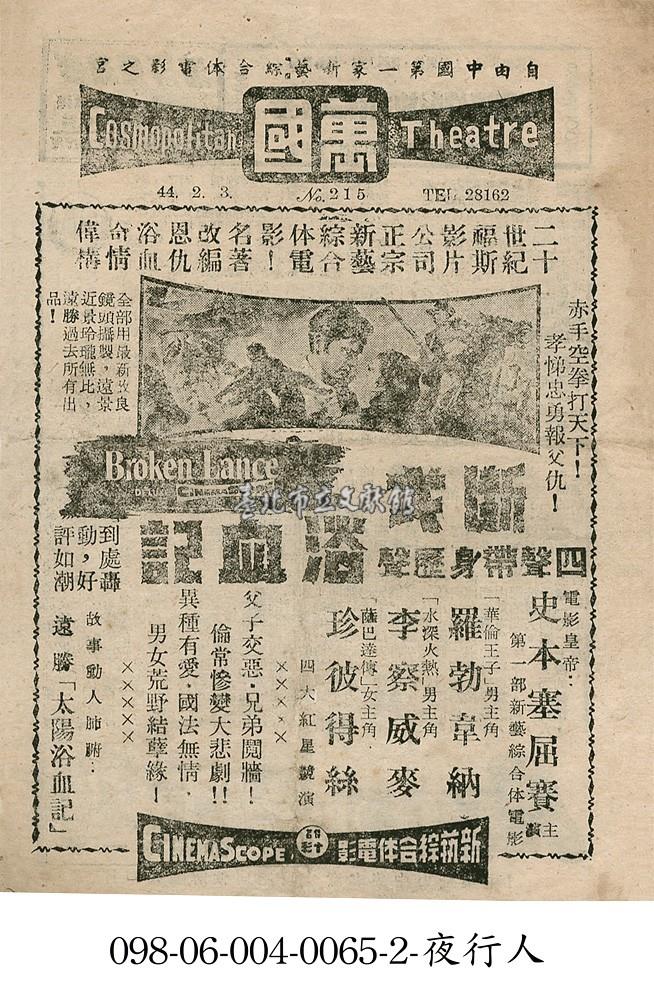 自由中國第一家新藝綜合体電影之宮
Cosmopolitan 萬國 Theatre
44. 2. 3. No. 215 TEL 28162
二十世紀福斯影片公司正宗新藝綜合体電影！名著改編恩仇浴血奇情偉構
赤手空拳打天下！
孝悌忠勇報父仇！
全部用最新改良
鏡頭攝製，遠景
近景玲瓏無比，
遠勝過去所有出
品！
Broken Lance
CINEMASCOPE
臺北市立文獻館
斷戟
浴血記
四聲帶身歷聲
到處轟
動，好
評如潮
電影皇帝：
史本塞屈賽 主演
第一部新藝綜合体電影
「華倫王子」男主角
羅勃韋納
「水深火熱」男主角
李察威麥
「薩巴達傳」女主角．
珍彼得絲
四大紅星競演
××××
父子交惡．兄弟鬩牆！
倫常慘變大悲劇！！
異種有愛．國法無情．
男女荒野結孽緣！
××××
故事動人肺腑：
遠勝「太陽浴血記」
新藝綜合体電影
CINEMASCOPE
098-06-004-0065-2-夜行人